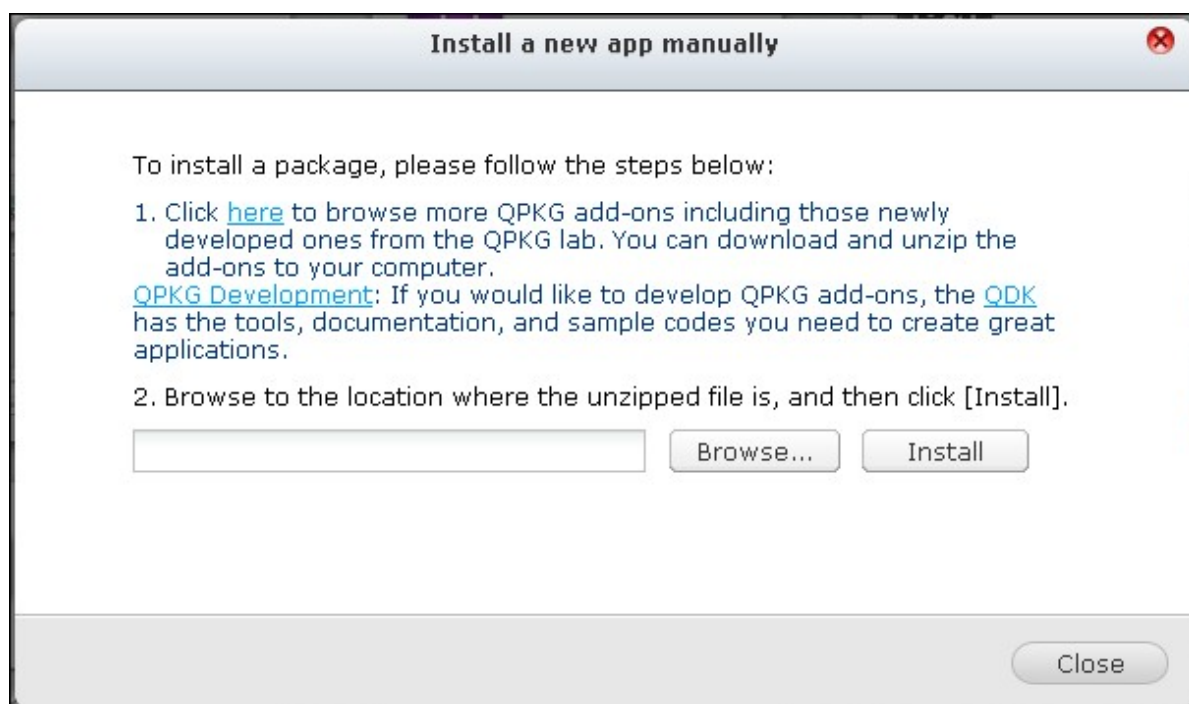 Install a new app manually
To install a package, please follow the steps below:
1. Click here to browse more QPKG add-ons including those newly
developed ones from the QPKG lab. You can download and unzip the
add-ons to your computer.
QPKG Development: If you would like to develop QPKG add-ons, the QDK
has the tools, documentation, and sample codes you need to create great
applications.
2. Browse to the location where the unzipped file is, and then click [Install].
Browse... Install
Close